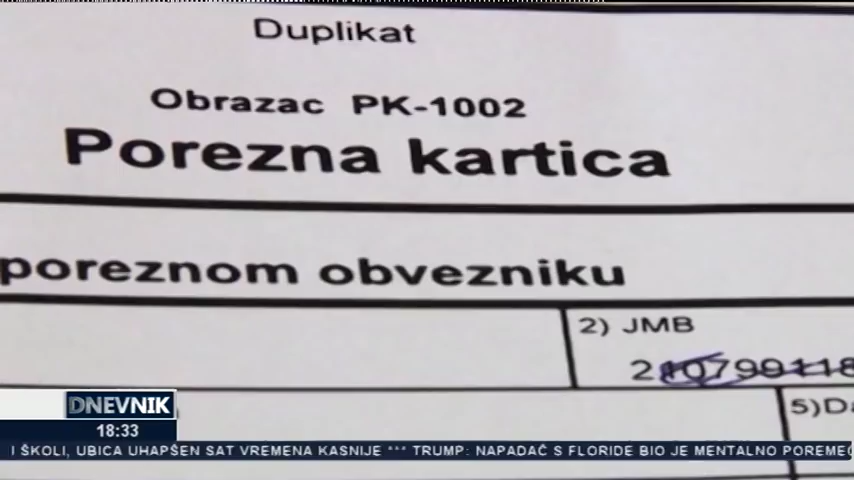 Duplikat
Obrazac PK-1002
Porezna kartica
poreznom obvezniku
2) JMB
5)
DNEVNIK
18:33
I ŠKOLI, UBICA UHAPŠEN SAT VREMENA KASNIJE *** TRUMP: NAPADAČ S FLORIDE BIO JE MENTALNO